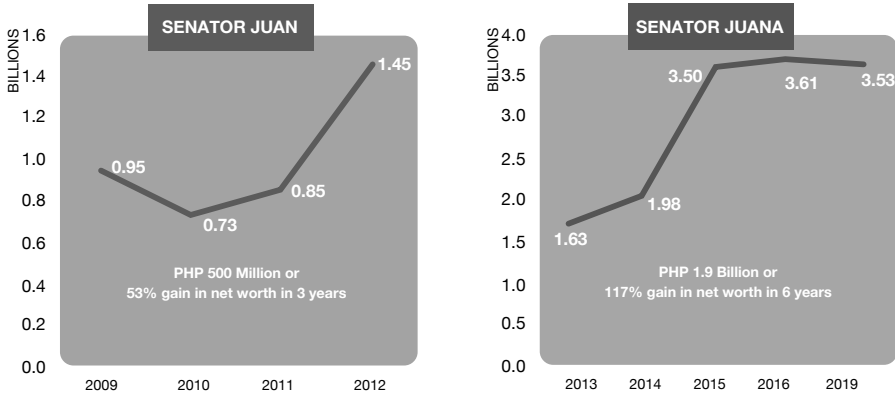 SENATOR JUAN
BILLIONS
1.6
1.4
1.2
1.0
0.8
0.6
0.4
0.2
0.0
0.95
0.73
0.85
1.45
PHP 500 Million or
53% gain in net worth in 3 years
2009 2010 2011 2012
SENATOR JUANA
BILLIONS
4.0
3.5
3.0
2.5
2.0
1.5
1.0
0.5
0.0
1.63
1.98
3.50
3.61
3.53
PHP 1.9 Billion or
117% gain in net worth in 6 years
2013 2014 2015 2016 2019